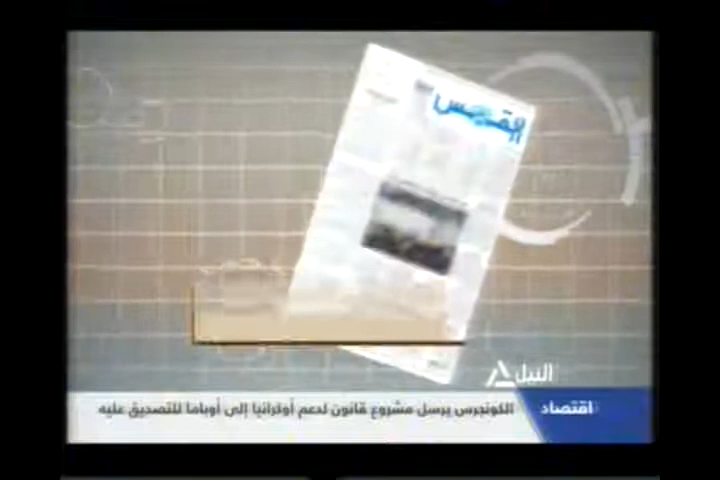 القدس
النيل
اقتصاد
الكونجرس يرسل مشروع قانون لدعم أوكرانيا إلى أوباما للتصديق عليه